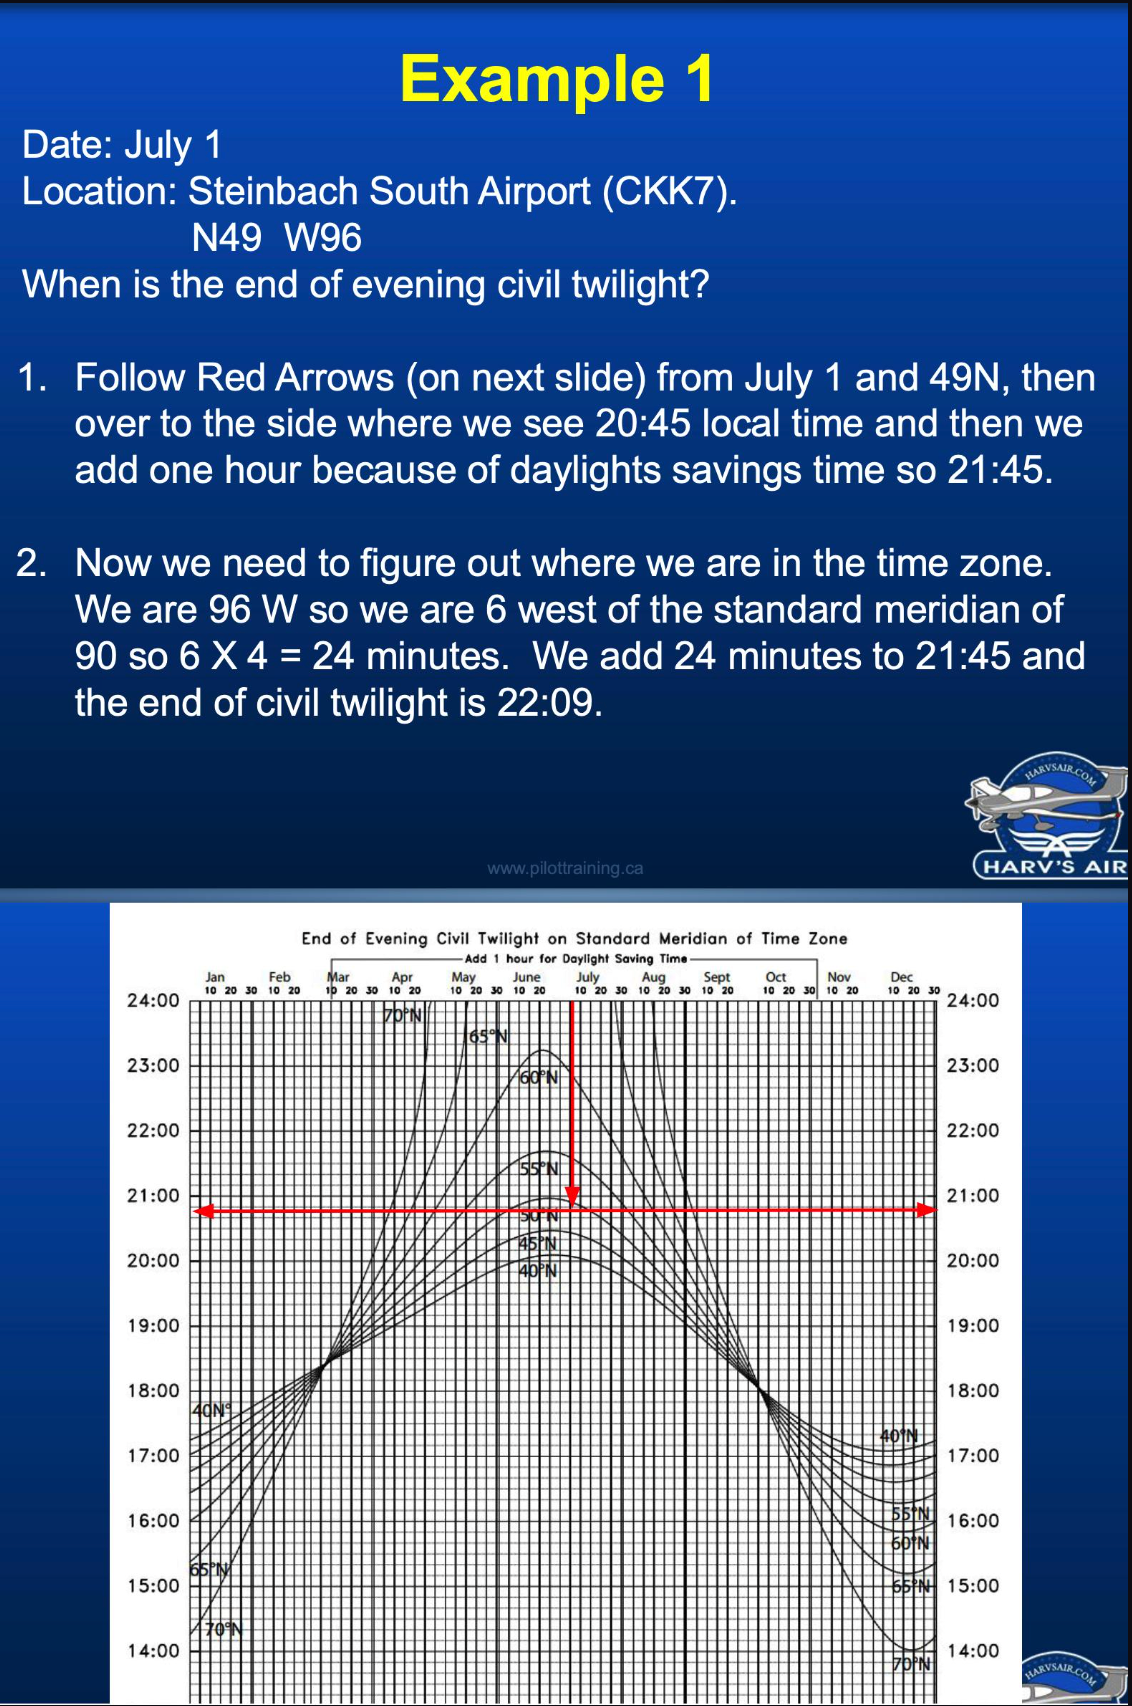 Example 1
Date: July 1
Location: Steinbach South Airport (CKK7).
N49 W96
When is the end of evening civil twilight?
1. Follow Red Arrows (on next slide) from July 1 and 49N, then
over to the side where we see 20:45 local time and then we
add one hour because of daylights savings time so 21:45.
2. Now we need to figure out where we are in the time zone.
We are 96 W so we are 6 west of the standard meridian of
90 so 6 X 4 = 24 minutes. We add 24 minutes to 21:45 and
the end of civil twilight is 22:09.
HARVSAIR.COM
HARV'S AIR
www.pilottraining.ca
End of Evening Civil Twilight on Standard Meridian of Time Zone
Add 1 hour for Daylight Saving Time
Jan Feb Mar Apr May June July Aug Sept Oct Nov Dec
10 20 30 10 20 10 20 30 10 20 10 20 30 10 20 10 20 30 10 20 30 10 20 10 20 30 10 20 10 20 30
24:00 24:00
70°N
65°N
23:00 23:00
60°N
22:00 22:00
55°N
21:00 21:00
50°N
45°N
20:00 20:00
40°N
19:00 19:00
18:00 18:00
40N°
40°N
17:00 17:00
55°N
16:00 16:00
60°N
65°N
15:00 65°N 15:00
70°N
14:00 14:00
70°N
HARVSAIR.COM